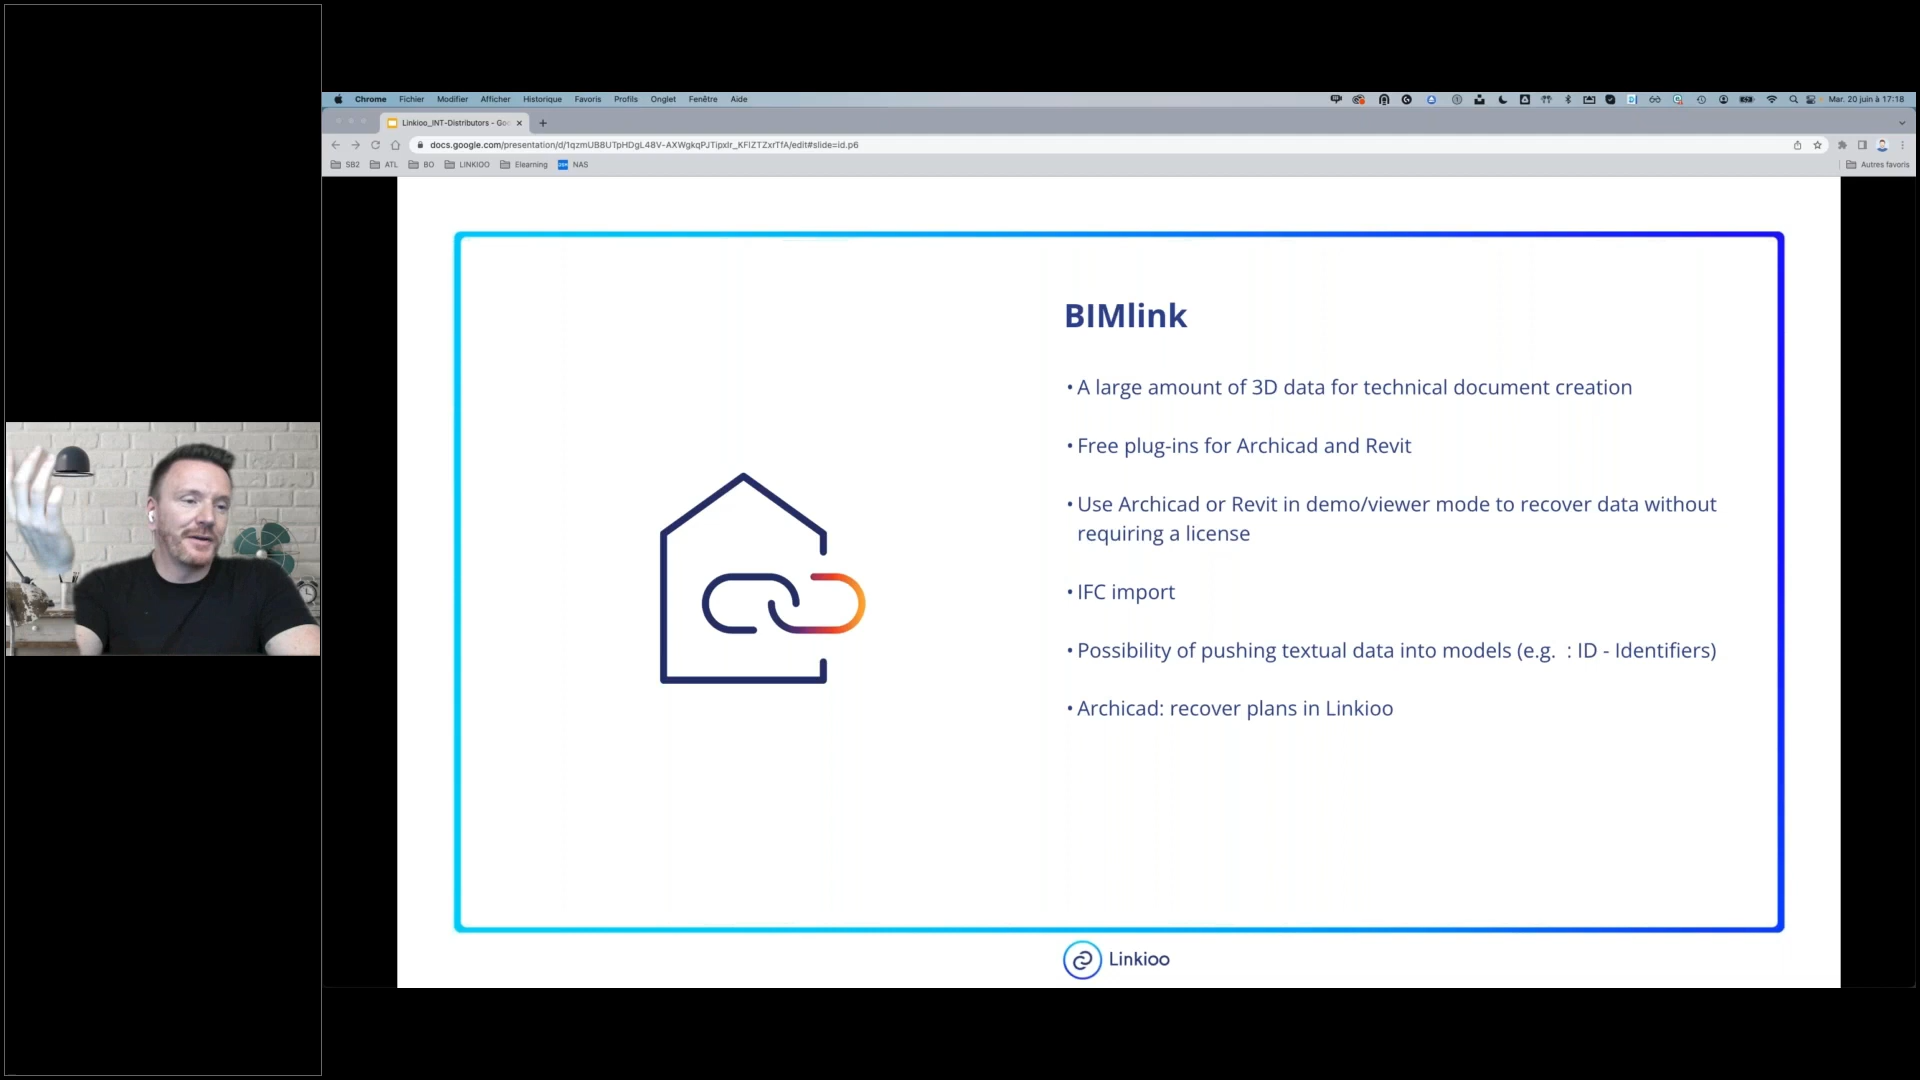 Chrome Fichier Modifier Afficher Historique Favoris Profils Onglet Fenêtre Aide
Mar. 20 juin à 17:18
Linkioo_INT-Distributors - Goo
docs.google.com/presentation/d/1qzmUB8UTpHDgL48V-AXWgkqPJTipxlr_KFIZTZxrTfA/edit#slide=id.p6
SB2 ATL BO LINKIOO Elearning NAS Autres favoris
BIMlink
• A large amount of 3D data for technical document creation
• Free plug-ins for Archicad and Revit
• Use Archicad or Revit in demo/viewer mode to recover data without
requiring a license
• IFC import
• Possibility of pushing textual data into models (e.g. : ID - Identifiers)
• Archicad: recover plans in Linkioo
Linkioo